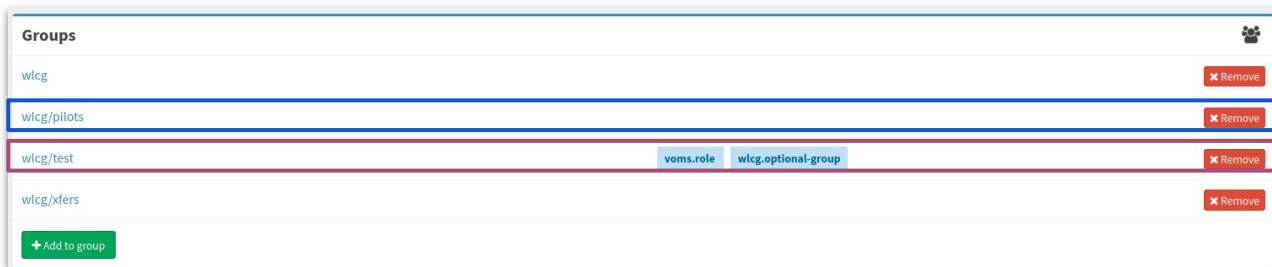 Groups
wlcg
Remove
wlcg/pilots
Remove
wlcg/test voms.role wlcg.optional-group
Remove
wlcg/xfers
Remove
Add to group